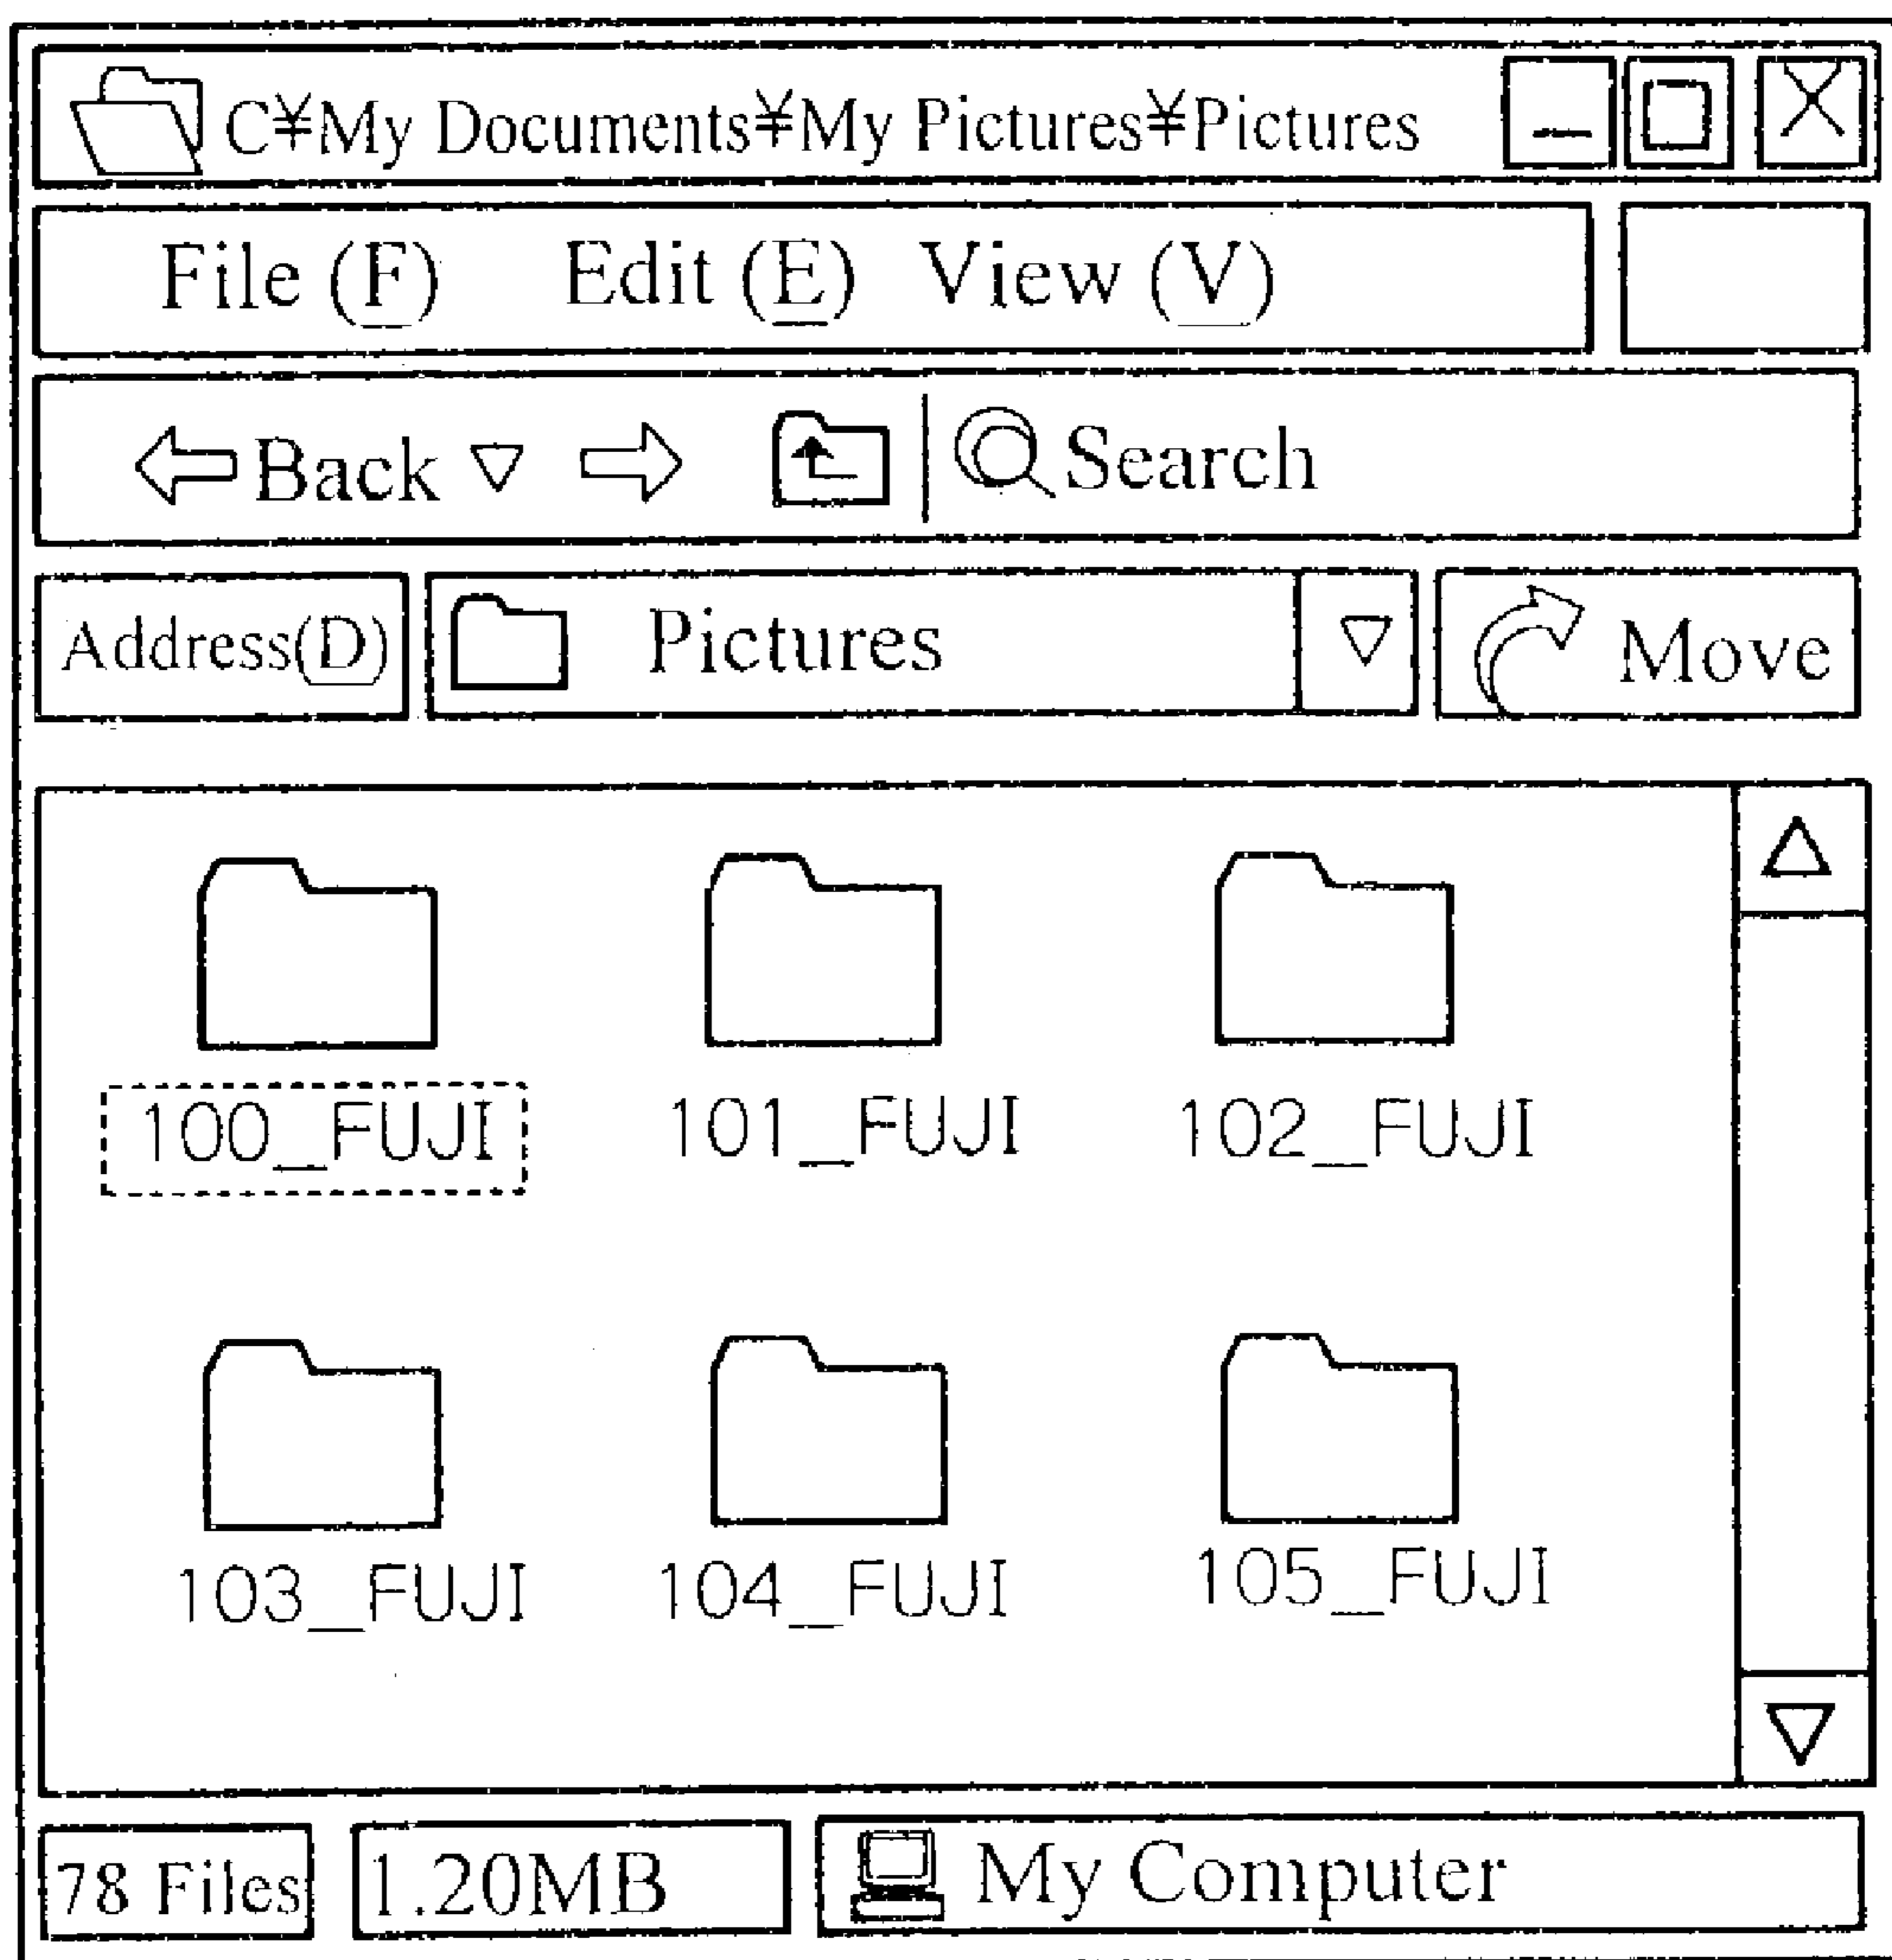 C¥My Documents¥My Pictures¥Pictures
File (F) Edit (E) View (V)
Back Search
Address(D) Pictures Move
100_FUJI 101_FUJI 102_FUJI
103_FUJI 104_FUJI 105_FUJI
78 Files 1.20MB My Computer